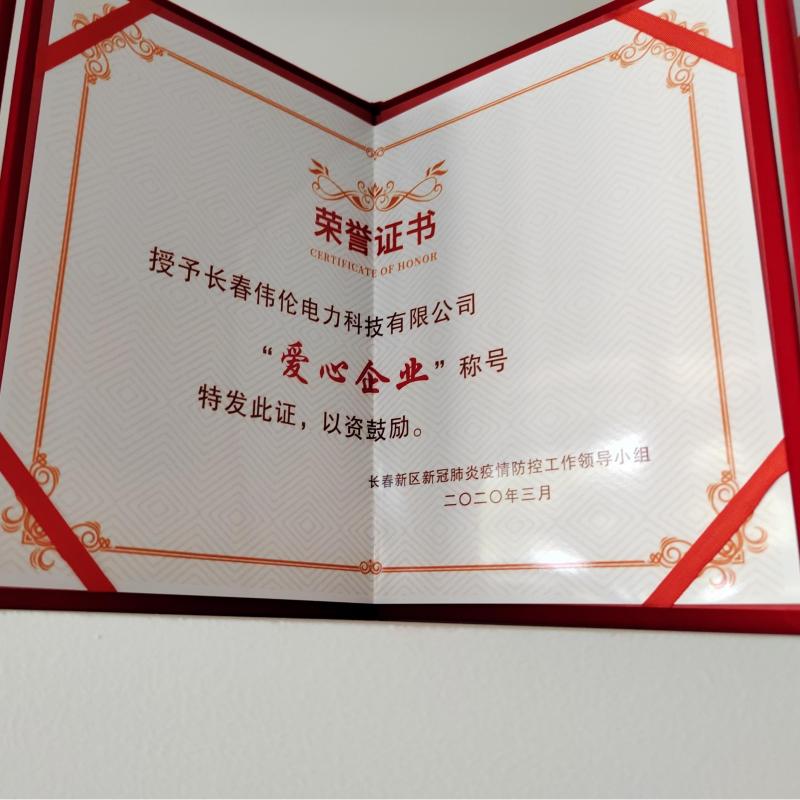 荣誉证书
CERTIFICATE OF HONOR
授予长春伟伦电力科技有限公司
“爱心企业”称号
特发此证，以资鼓励。
长春新区新冠肺炎疫情防控工作领导小组
二〇二〇年三月